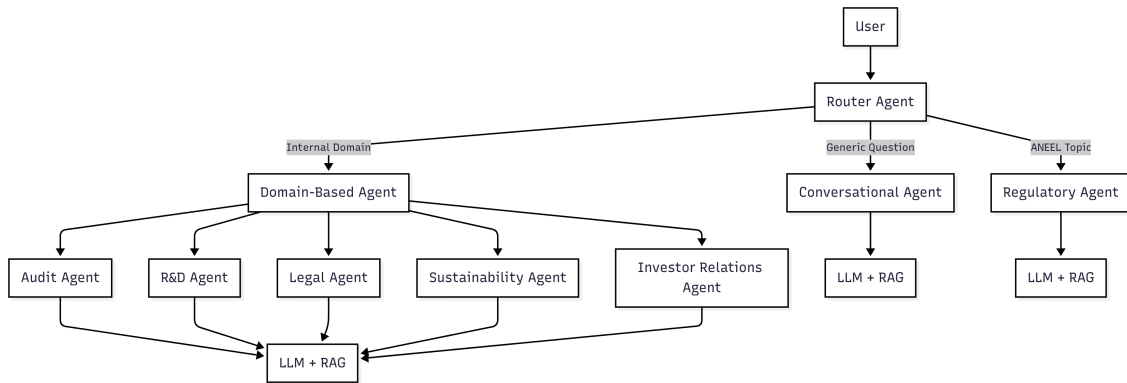 User
Router Agent
Internal Domain
Generic Question
ANEEL Topic
Domain-Based Agent
Conversational Agent
Regulatory Agent
Audit Agent
R&D Agent
Legal Agent
Sustainability Agent
Investor Relations
Agent
LLM + RAG
LLM + RAG
LLM + RAG